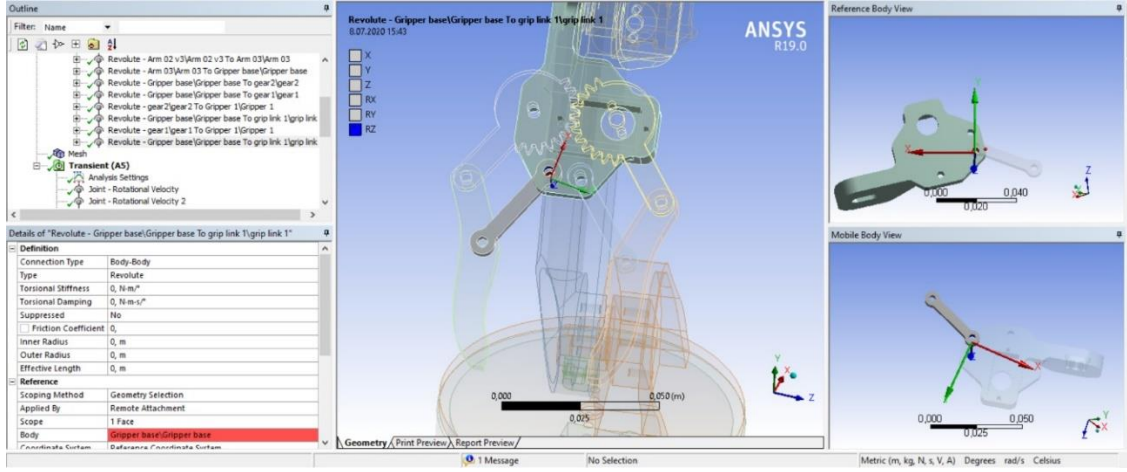 Outline
Filter: Name
Revolute - Arm 02 v3\Arm 02 v3 To Arm 03\Arm 03
Revolute - Arm 03\Arm 03 To Gripper base\Gripper base
Revolute - Gripper base\Gripper base To gear2\gear2
Revolute - Gripper base\Gripper base To gear1\gear1
Revolute - gear2\gear2 To Gripper 1\Gripper 1
Revolute - Gripper base\Gripper base To grip link 1\grip link
Revolute - gear1\gear1 To Gripper 1\Gripper 1
Revolute - Gripper base\Gripper base To grip link 1\grip link
Mesh
Transient (A5)
Analysis Settings
Joint - Rotational Velocity
Joint - Rotational Velocity 2
Details of "Revolute - Gripper base\Gripper base To grip link 1\grip link 1"
Definition
Connection Type Body-Body
Type Revolute
Torsional Stiffness 0, N·m/°
Torsional Damping 0, N·m·s/°
Suppressed No
Friction Coefficient 0,
Inner Radius 0, m
Outer Radius 0, m
Effective Length 0, m
Reference
Scoping Method Geometry Selection
Applied By Remote Attachment
Scope 1 Face
Body Gripper base\Gripper base
Coordinate System Reference Coordinate System
Revolute - Gripper base\Gripper base To grip link 1\grip link 1
8.07.2020 15:43
X
Y
Z
RX
RY
RZ
ANSYS
R19.0
0,000 0,050 (m)
0,025
Y
X
Z
Geometry Print Preview Report Preview
Reference Body View
Y
X
Z
0,000 0,040
0,020
Z
Mobile Body View
X
Y
0,000 0,050
0,025
Y
Z
X
1 Message No Selection Metric (m, kg, N, s, V, A) Degrees rad/s Celsius